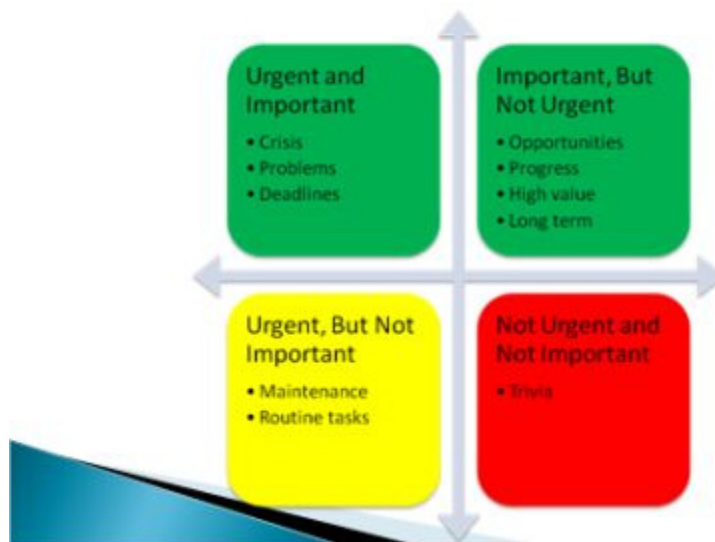 Urgent and
Important
• Crisis
• Problems
• Deadlines
Important, But
Not Urgent
• Opportunities
• Progress
• High value
• Long term
Urgent, But Not
Important
• Maintenance
• Routine tasks
Not Urgent and
Not Important
• Trivia